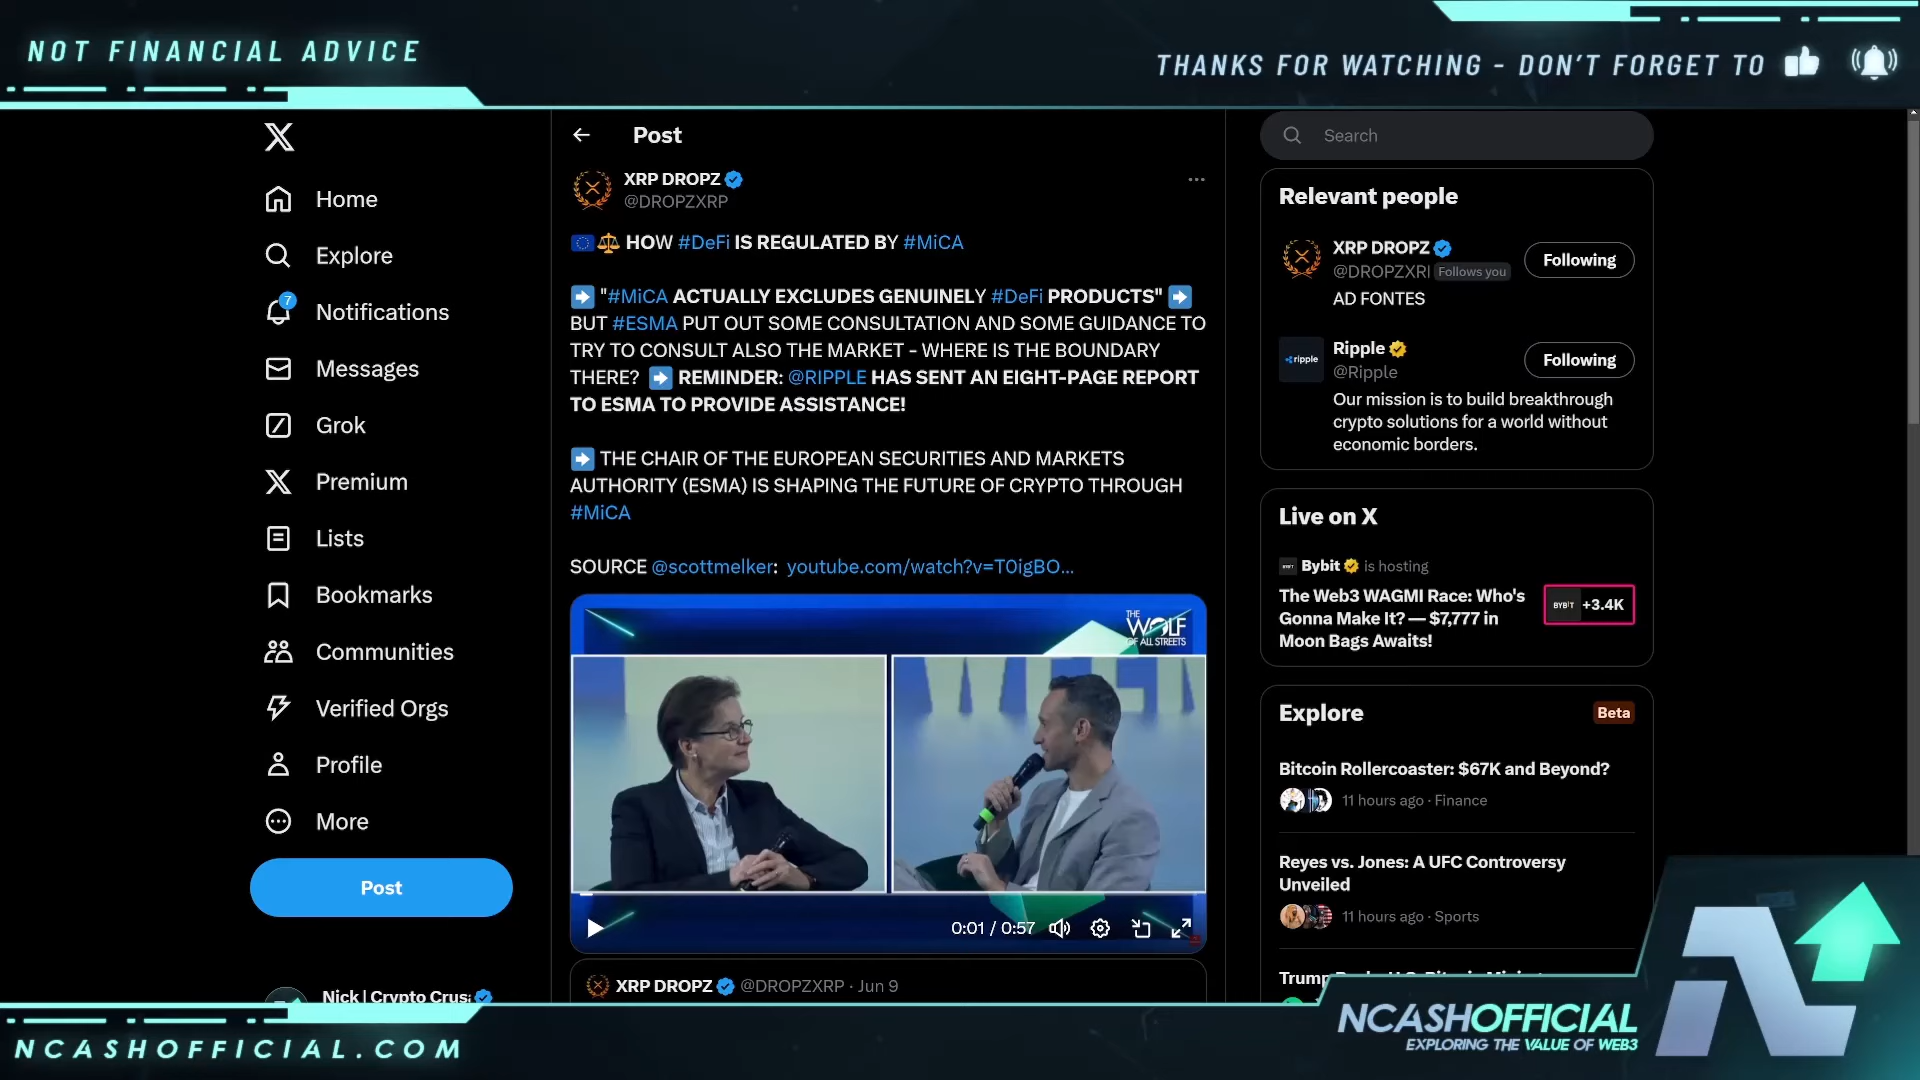 NOT FINANCIAL ADVICE
THANKS FOR WATCHING - DON'T FORGET TO
Home
Explore
7
Notifications
Messages
Grok
Premium
Lists
Bookmarks
Communities
Verified Orgs
Profile
More
Post
Nick | Crypto Crus
Post
XRP DROPZ
@DROPZXRP
HOW #DeFi IS REGULATED BY #MiCA
"#MiCA ACTUALLY EXCLUDES GENUINELY #DeFi PRODUCTS"
BUT #ESMA PUT OUT SOME CONSULTATION AND SOME GUIDANCE TO
TRY TO CONSULT ALSO THE MARKET - WHERE IS THE BOUNDARY
THERE? REMINDER: @RIPPLE HAS SENT AN EIGHT-PAGE REPORT
TO ESMA TO PROVIDE ASSISTANCE!
THE CHAIR OF THE EUROPEAN SECURITIES AND MARKETS
AUTHORITY (ESMA) IS SHAPING THE FUTURE OF CRYPTO THROUGH
#MiCA
SOURCE @scottmelker: youtube.com/watch?v=T0igBO...
THE
WOLF
OF ALL STREETS
0:01 / 0:57
XRP DROPZ @DROPZXRP · Jun 9
Search
Relevant people
XRP DROPZ
@DROPZXRI Follows you
Following
AD FONTES
ripple
Ripple
@Ripple
Following
Our mission is to build breakthrough
crypto solutions for a world without
economic borders.
Live on X
Bybit is hosting
The Web3 WAGMI Race: Who's
Gonna Make It? — $7,777 in
Moon Bags Awaits!
BYBIT +3.4K
Explore
Beta
Bitcoin Rollercoaster: $67K and Beyond?
11 hours ago · Finance
Reyes vs. Jones: A UFC Controversy
Unveiled
11 hours ago · Sports
Trump
NCASHOFFICIAL.COM
NCASHOFFICIAL
EXPLORING THE VALUE OF WEB3